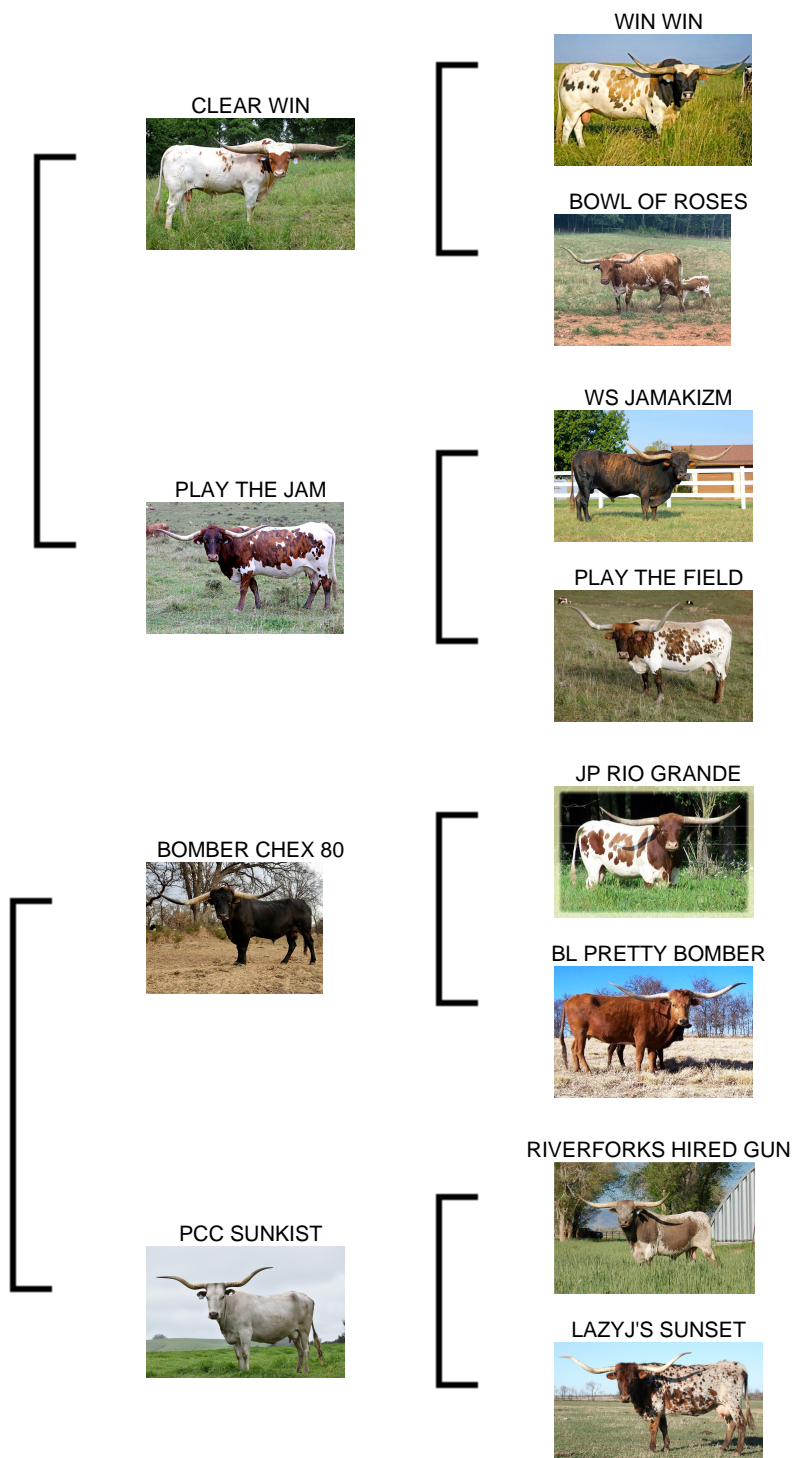 WIN WIN
CLEAR WIN
BOWL OF ROSES
WS JAMAKIZM
PLAY THE JAM
PLAY THE FIELD
JP RIO GRANDE
BOMBER CHEX 80
BL PRETTY BOMBER
RIVERFORKS HIRED GUN
PCC SUNKIST
LAZYJ'S SUNSET